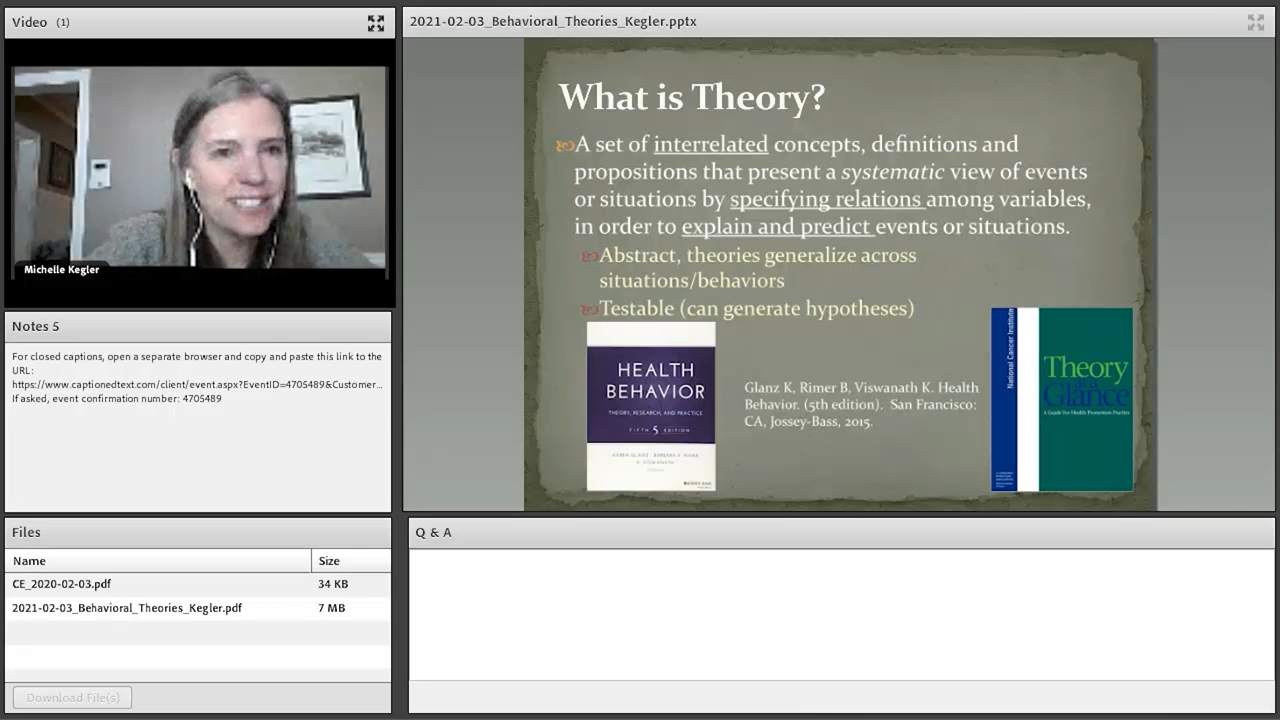 Video (1)
Michelle Kegler
Notes 5
For closed captions, open a separate browser and copy and paste this link to the
URL:
https://www.captionedtext.com/client/event.aspx?EventID=4705489&Customer...
If asked, event confirmation number: 4705489
Files
Name Size
CE_2020-02-03.pdf 34 KB
2021-02-03_Behavioral_Theories_Kegler.pdf 7 MB
Download File(s)
2021-02-03_Behavioral_Theories_Kegler.pptx
What is Theory?
A set of interrelated concepts, definitions and
propositions that present a systematic view of events
or situations by specifying relations among variables,
in order to explain and predict events or situations.
Abstract, theories generalize across
situations/behaviors
Testable (can generate hypotheses)
HEALTH
BEHAVIOR
THEORY, RESEARCH, AND PRACTICE
FIFTH 5 EDITION
Glanz K, Rimer B, Viswanath K. Health
Behavior. (5th edition). San Francisco:
CA, Jossey-Bass, 2015.
National Cancer Institute
Theory
at a
Glance
A Guide For Health Promotion Practice
Q & A